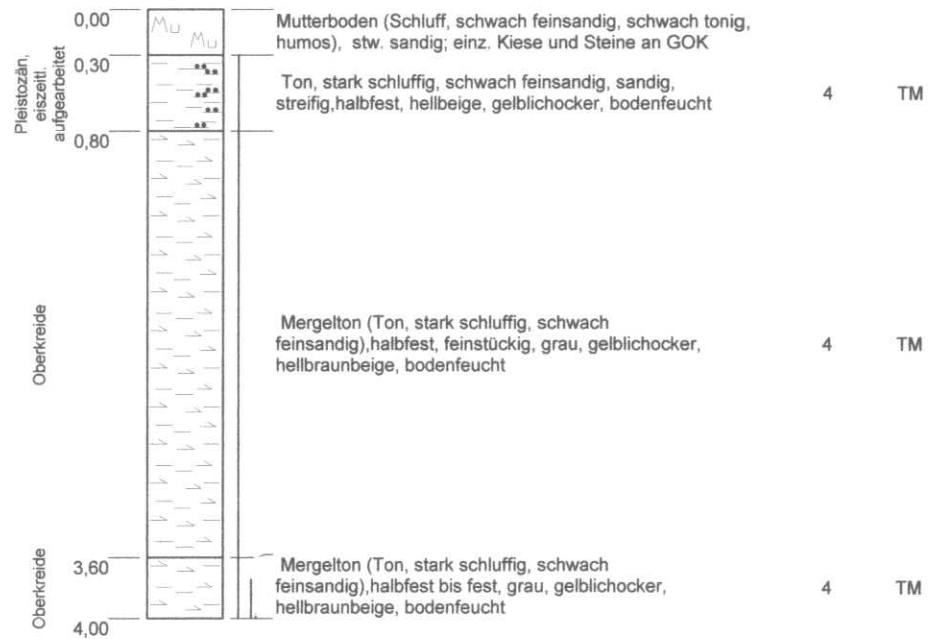 0,00
Mu
Mu
Mutterboden (Schluff, schwach feinsandig, schwach tonig,
humos), stw. sandig; einz. Kiese und Steine an GOK
0,30
Pleistozän,
eiszeitl.
aufgearbeitet
Ton, stark schluffig, schwach feinsandig, sandig,
streifig,halbfest, hellbeige, gelblichocker, bodenfeucht
4 TM
0,80
Oberkreide
Mergelton (Ton, stark schluffig, schwach
feinsandig),halbfest, feinstückig, grau, gelblichocker,
hellbraunbeige, bodenfeucht
4 TM
3,60
Oberkreide
Mergelton (Ton, stark schluffig, schwach
feinsandig),halbfest bis fest, grau, gelblichocker,
hellbraunbeige, bodenfeucht
4 TM
4,00